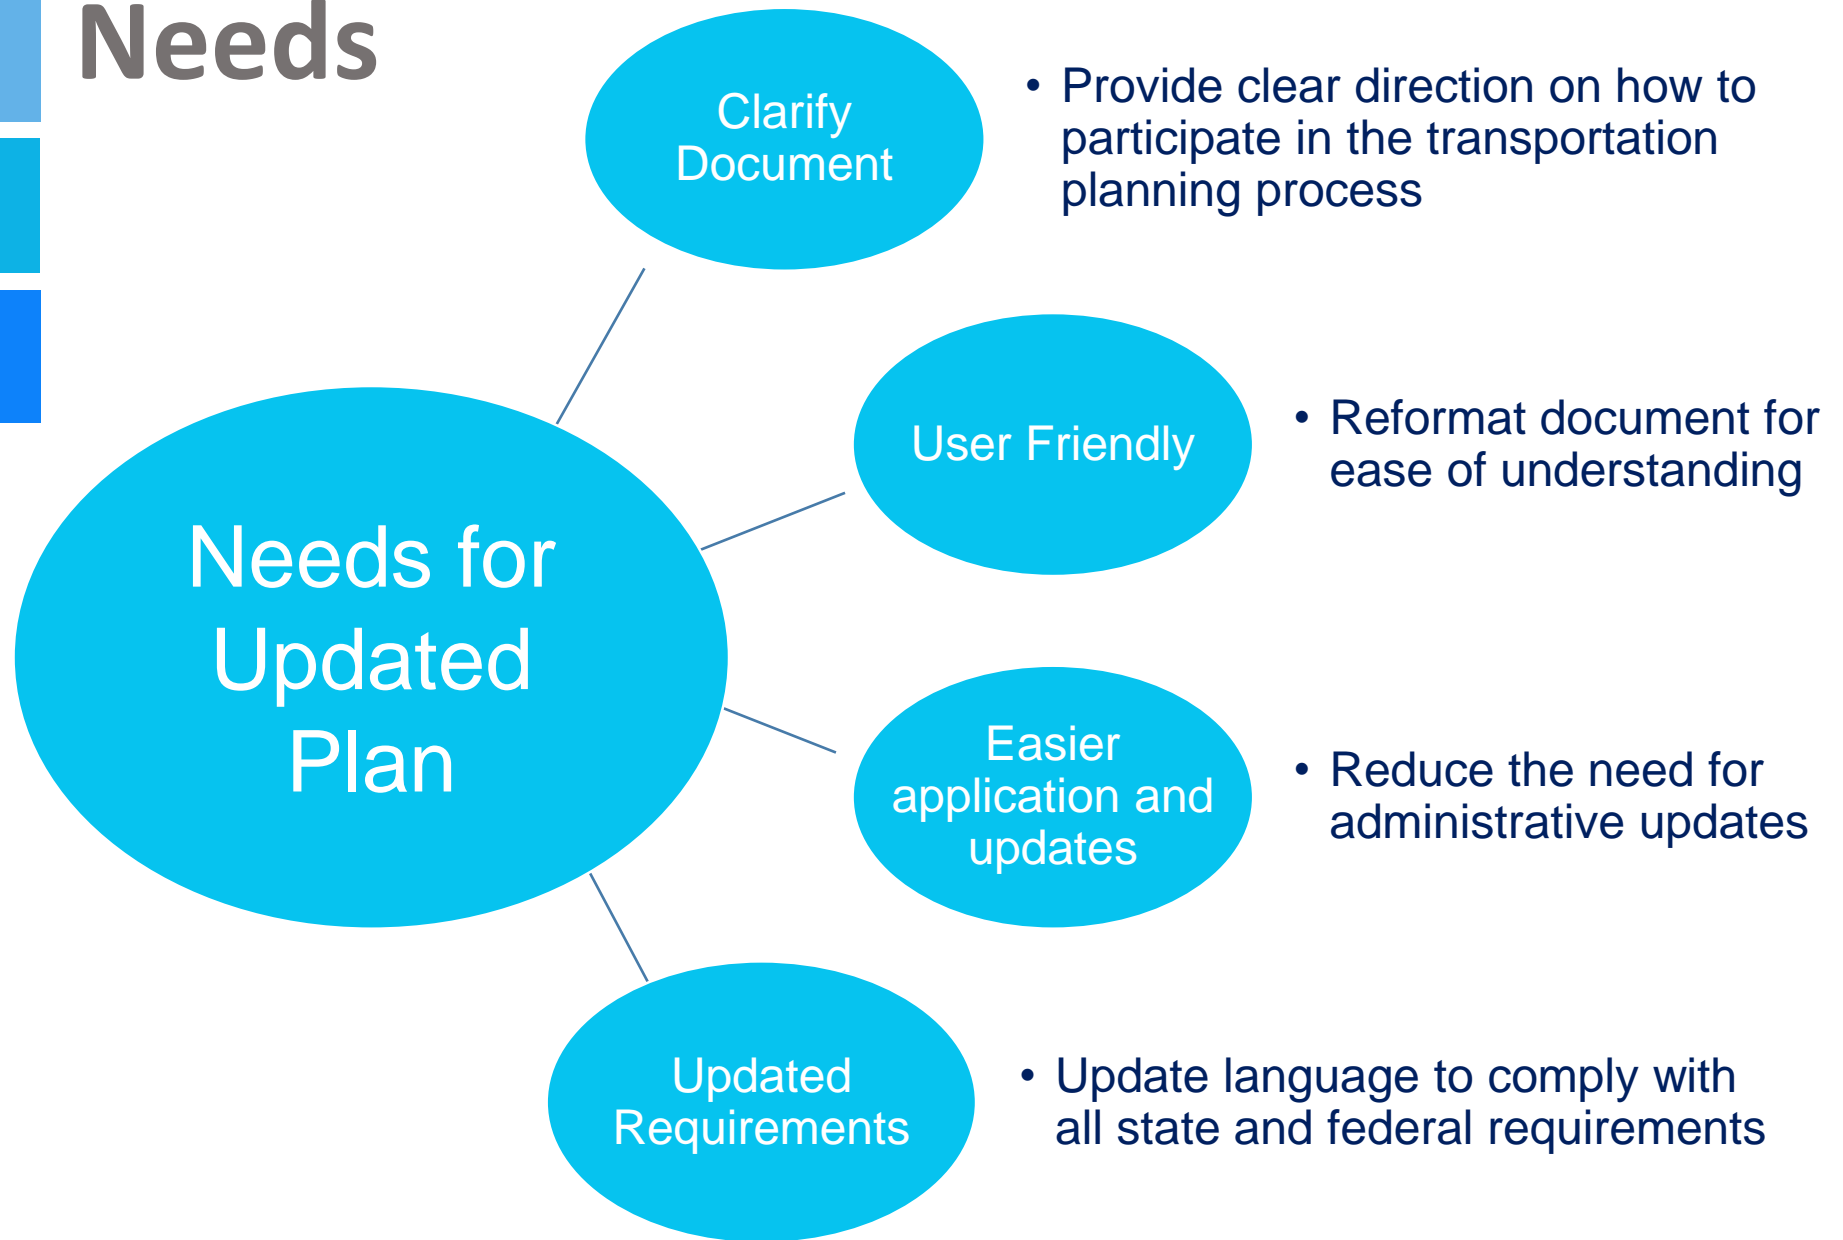 Needs
Clarify
Document
• Provide clear direction on how to
participate in the transportation
planning process
User Friendly
• Reformat document for
ease of understanding
Needs for
Updated
Plan
Easier
application and
updates
• Reduce the need for
administrative updates
Updated
Requirements
• Update language to comply with
all state and federal requirements